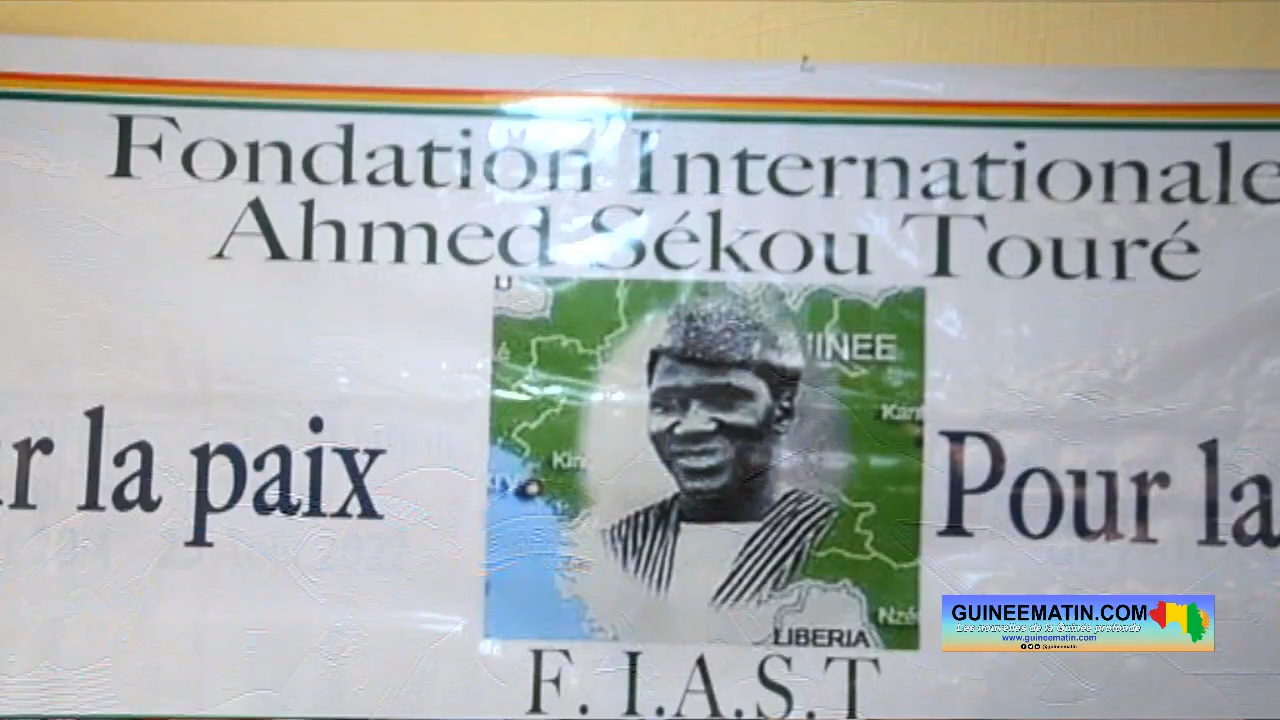 Fondation Internationale
Ahmed Sékou Touré
GUINEE
LIBERIA
r la paix
Pour la
F.I.A.S.T
GUINEEMATIN.COM
Les nouvelles de la Guinée profonde
www.guineematin.com
@guineematin